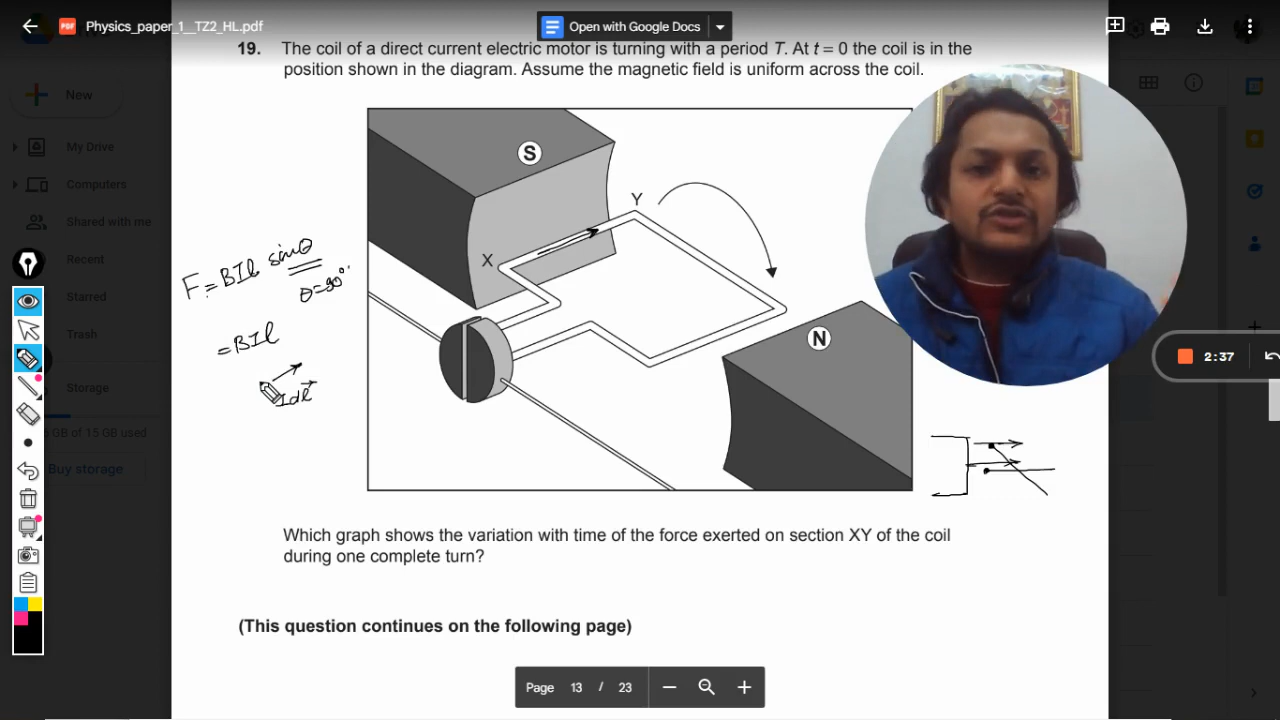 Physics_paper_1__TZ2_HL.pdf
Open with Google Docs
New
My Drive
Computers
Shared with me
Recent
Starred
Trash
Storage
GB of 15 GB used
Buy storage
19. The coil of a direct current electric motor is turning with a period T. At t = 0 the coil is in the
position shown in the diagram. Assume the magnetic field is uniform across the coil.
S
Y
X
N
F = BIl sinθ
θ=90°
= BIl
Idl
2:37
Which graph shows the variation with time of the force exerted on section XY of the coil
during one complete turn?
(This question continues on the following page)
Page 13 / 23